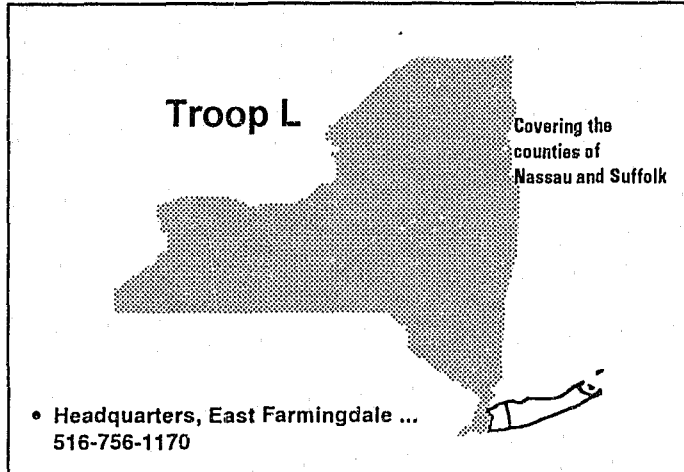 Troop L
Covering the
counties of
Nassau and Suffolk
• Headquarters, East Farmingdale ...
516-756-1170